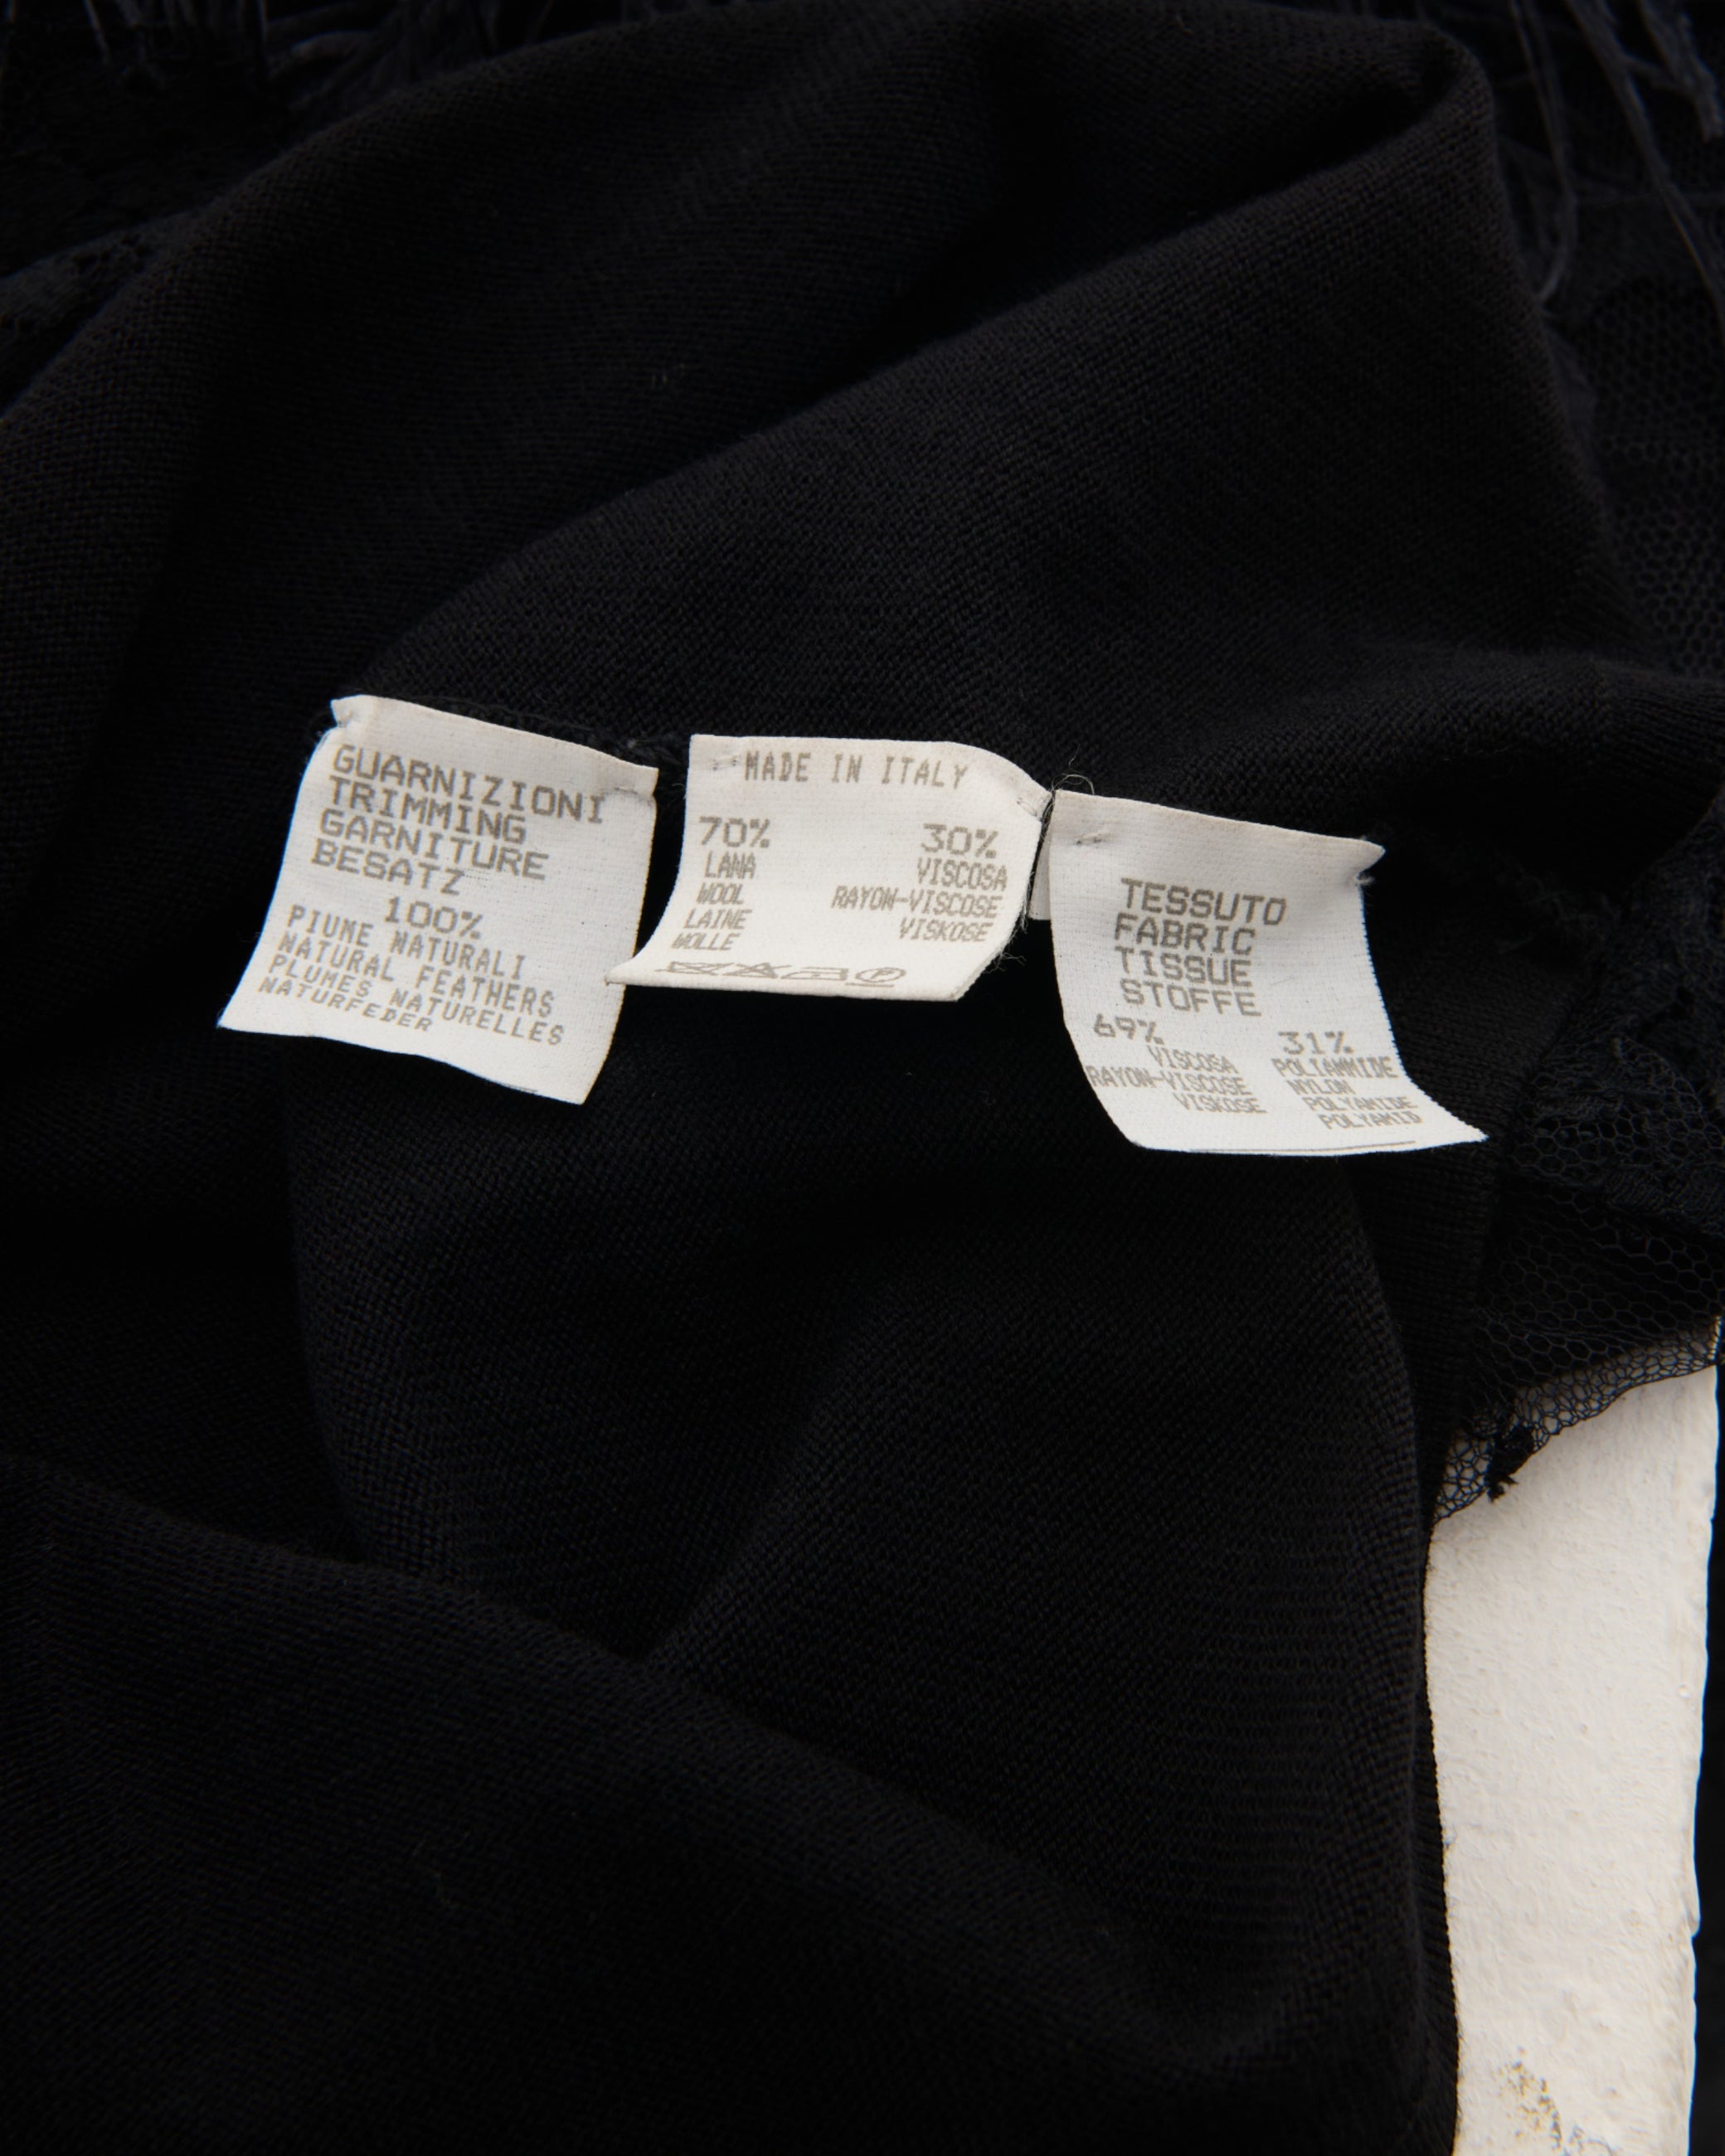 GUARNIZIONI
TRIMMING
GARNITURE
BESATZ
100%
PIUME NATURALI
NATURAL FEATHERS
PLUMES NATURELLES
NATURFEDER
MADE IN ITALY
70% 30%
LANA VISCOSA
WOOL RAYON-VISCOSE
LAINE VISKOSE
WOLLE
P
TESSUTO
FABRIC
TISSUE
STOFFE
69% 31%
VISCOSA POLIAMMIDE
RAYON-VISCOSE NYLON
VISKOSE POLYAMIDE
POLYAMID